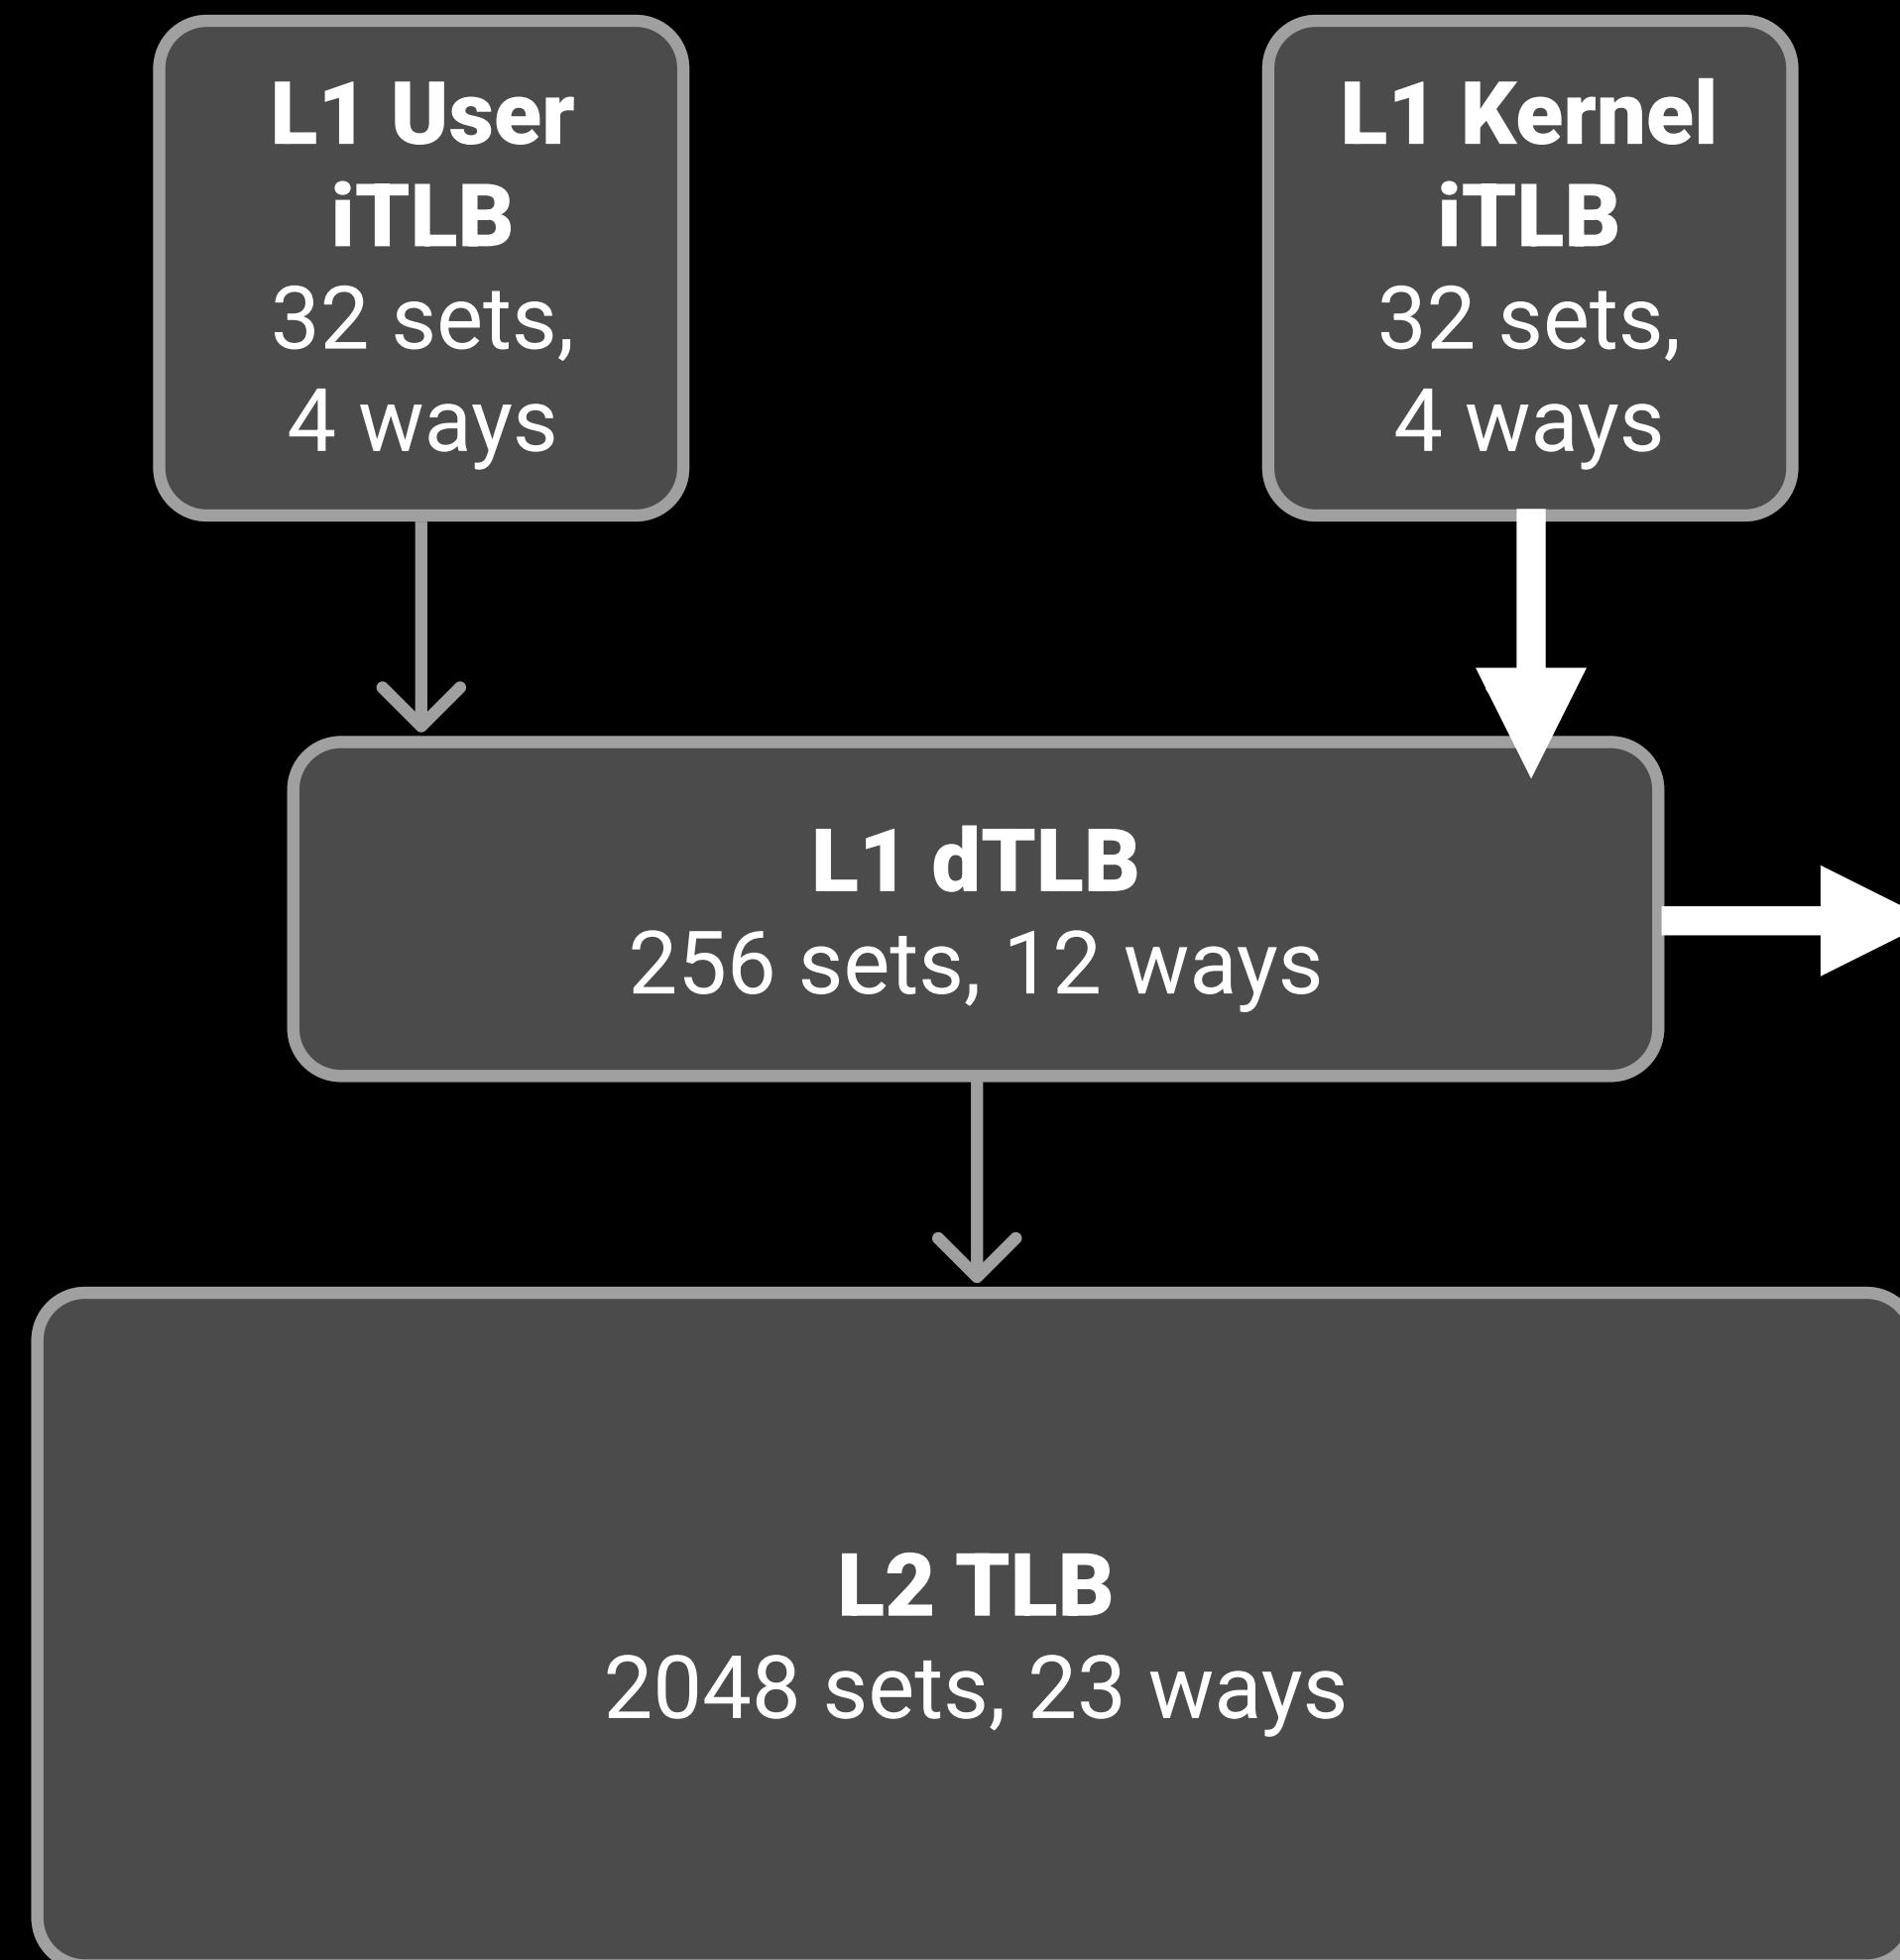 L1 User
iTLB
32 sets,
4 ways
L1 Kernel
iTLB
32 sets,
4 ways
L1 dTLB
256 sets, 12 ways
L2 TLB
2048 sets, 23 ways